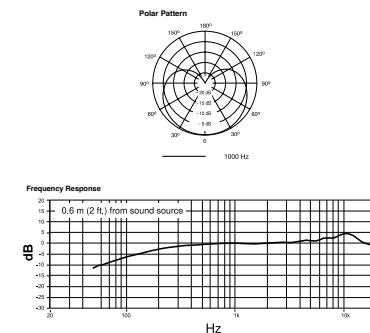 Polar Pattern
180°
150° 150°
120° 120°
90° 90°
-20 dB
-15 dB
-10 dB
-5 dB
60° 60°
30° 30°
0
1000 Hz
Frequency Response
20
15
0.6 m (2 ft.) from sound source
10
5
0
dB
-5
-10
-15
-20
-25
-30
20 100 1k 10k
Hz